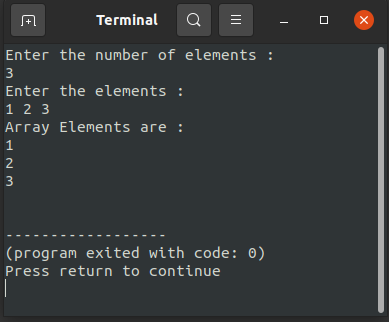 Terminal
Enter the number of elements :
3
Enter the elements :
1 2 3
Array Elements are :
1
2
3
------------------
(program exited with code: 0)
Press return to continue